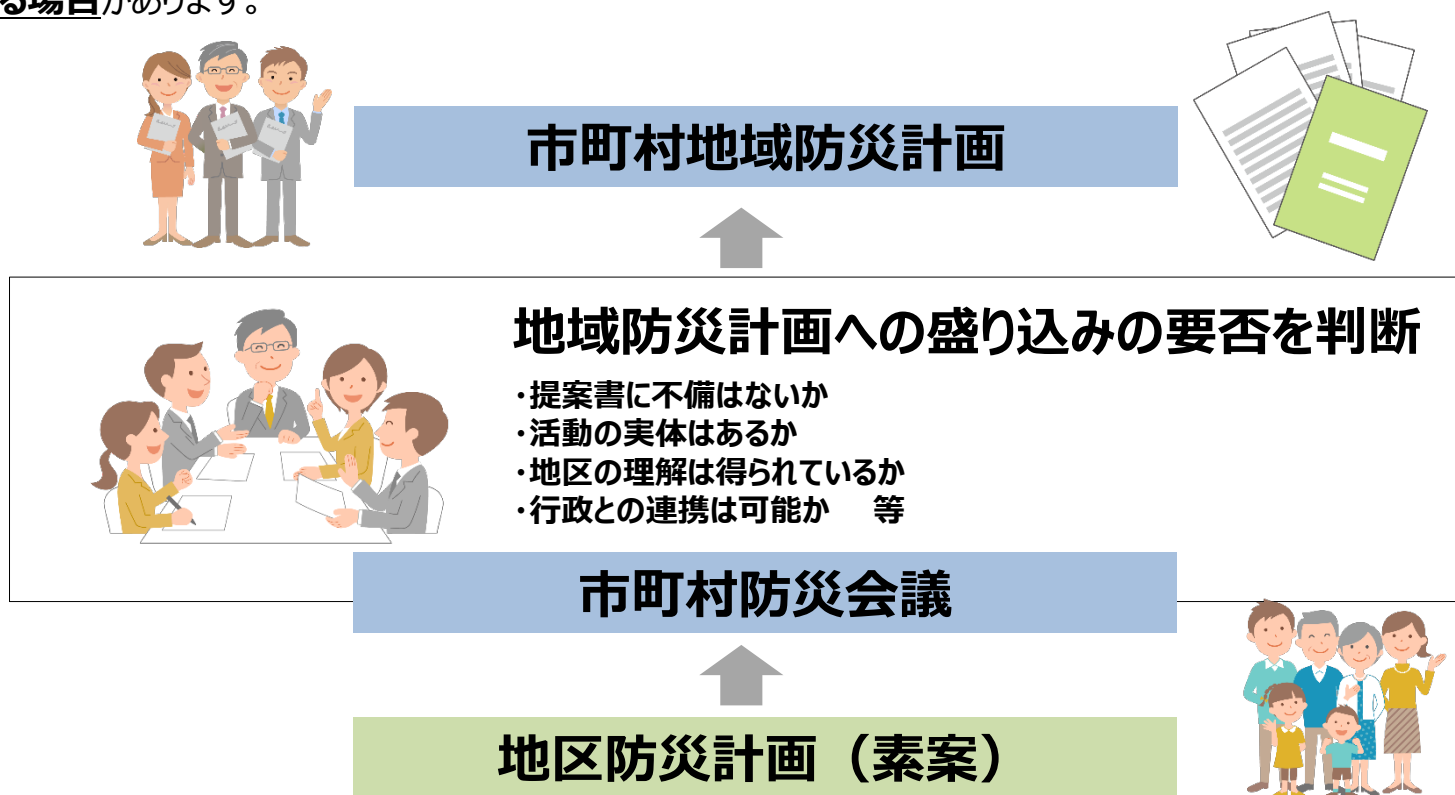 る場合があります。
市町村地域防災計画
地域防災計画への盛り込みの要否を判断
・提案書に不備はないか
・活動の実体はあるか
・地区の理解は得られているか
・行政との連携は可能か　等
市町村防災会議
地区防災計画（素案）